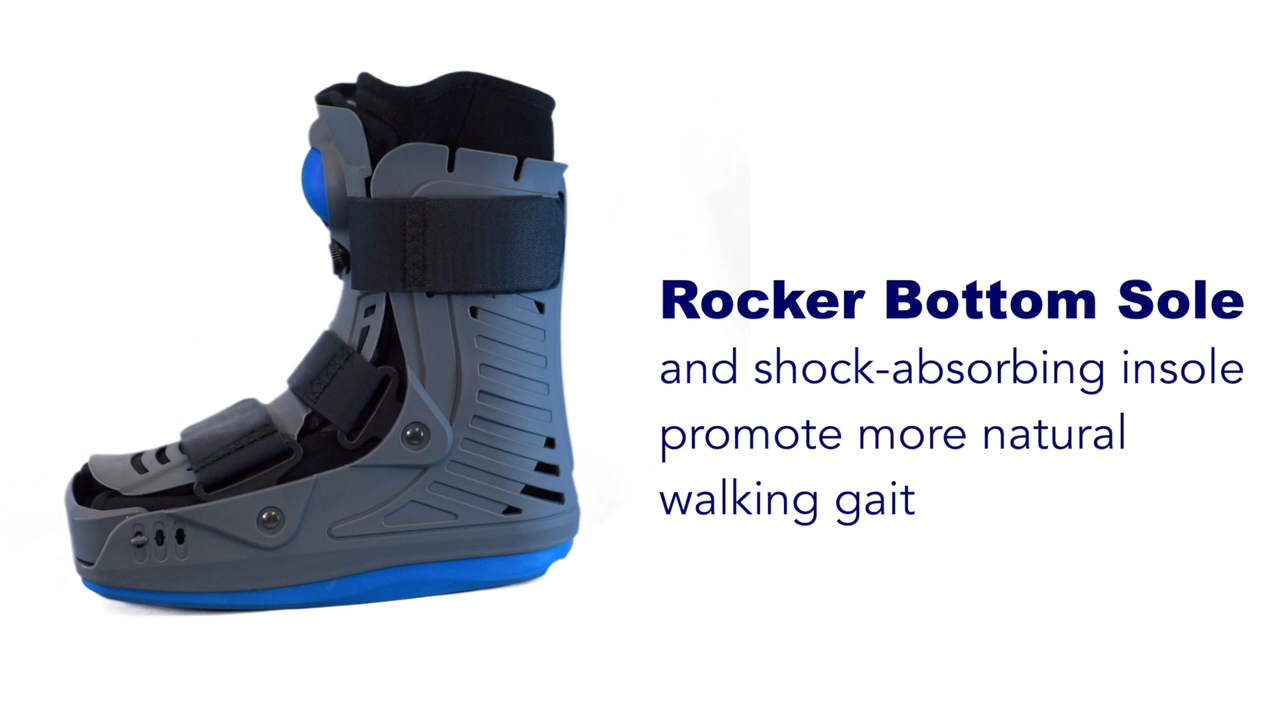 Rocker Bottom Sole
and shock-absorbing insole
promote more natural
walking gait